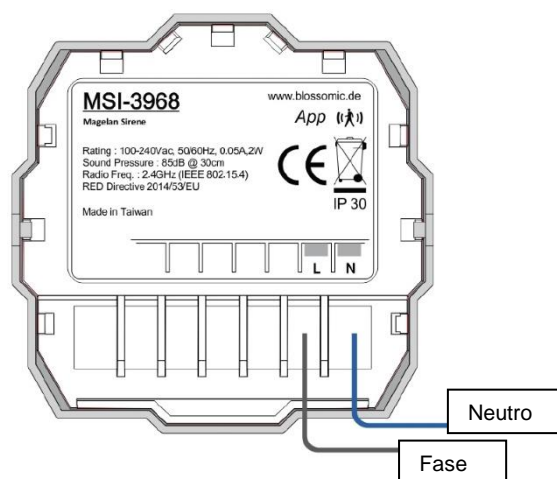 MSI-3968
www.blossomic.de
Magelan Sirene
App
Rating : 100-240Vac, 50/60Hz, 0.05A,2W
Sound Pressure : 85dB @ 30cm
Radio Freq. : 2.4GHz (IEEE 802.15.4)
RED Directive 2014/53/EU
CE
IP 30
Made in Taiwan
L N
Neutro
Fase